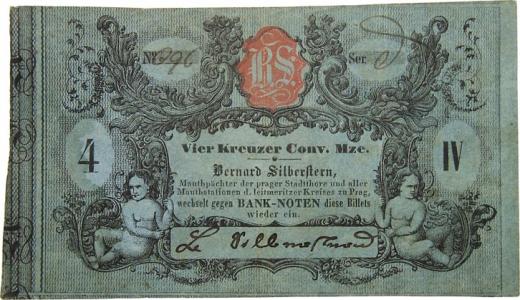 No. 296 BS Ser.
Vier Kreuzer Conv. Mze.
4 IV
Bernard Silberstern,
Mauthpächter der prager Stadtthore und aller
Mauthstationen d. leitmeritzer Kreises zu Prag
wechselt gegen BANK-NOTEN diese Billets
wieder ein.